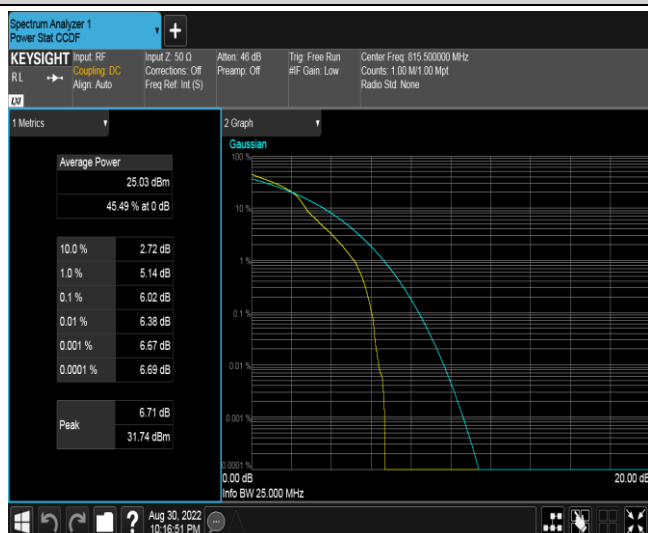 Spectrum Analyzer 1
Power Stat CCDF
KEYSIGHT
R L
LXI
Input: RF
Coupling: DC
Align: Auto
Input Z: 50 Ω
Corrections: Off
Freq Ref: Int (S)
Atten: 46 dB
Preamp: Off
Trig: Free Run
#IF Gain: Low
Center Freq: 815.500000 MHz
Counts: 1.00 M/1.00 Mpt
Radio Std: None
1 Metrics
Average Power
25.03 dBm
45.49 % at 0 dB
10.0 % 2.72 dB
1.0 % 5.14 dB
0.1 % 6.02 dB
0.01 % 6.38 dB
0.001 % 6.67 dB
0.0001 % 6.69 dB
Peak
6.71 dB
31.74 dBm
2 Graph
Gaussian
100 %
10 %
1 %
0.1 %
0.01 %
0.001 %
0.0001 %
0.00 dB
20.00 dB
Info BW 25.000 MHz
?
Aug 30, 2022
10:16:51 PM